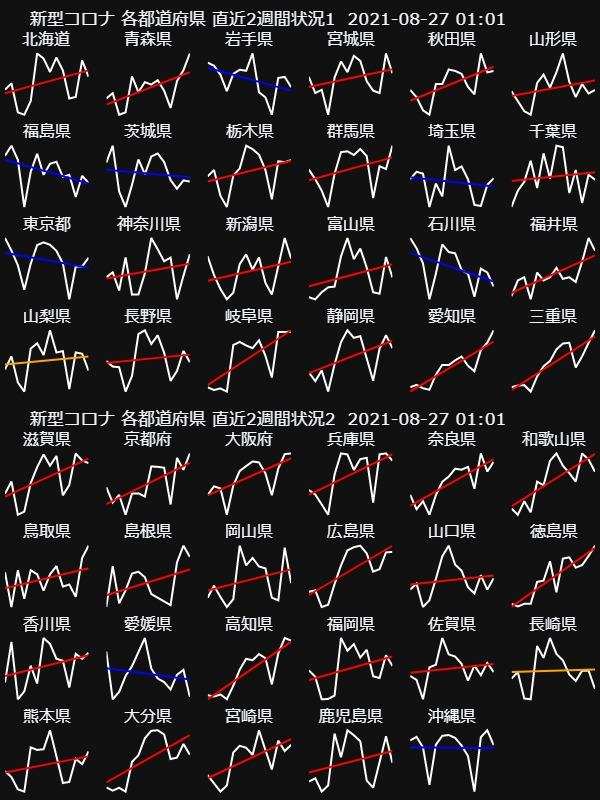 新型コロナ 各都道府県 直近2週間状況1 2021-08-27 01:01
北海道 青森県 岩手県 宮城県 秋田県 山形県
福島県 茨城県 栃木県 群馬県 埼玉県 千葉県
東京都 神奈川県 新潟県 富山県 石川県 福井県
山梨県 長野県 岐阜県 静岡県 愛知県 三重県
新型コロナ 各都道府県 直近2週間状況2 2021-08-27 01:01
滋賀県 京都府 大阪府 兵庫県 奈良県 和歌山県
鳥取県 島根県 岡山県 広島県 山口県 徳島県
香川県 愛媛県 高知県 福岡県 佐賀県 長崎県
熊本県 大分県 宮崎県 鹿児島県 沖縄県